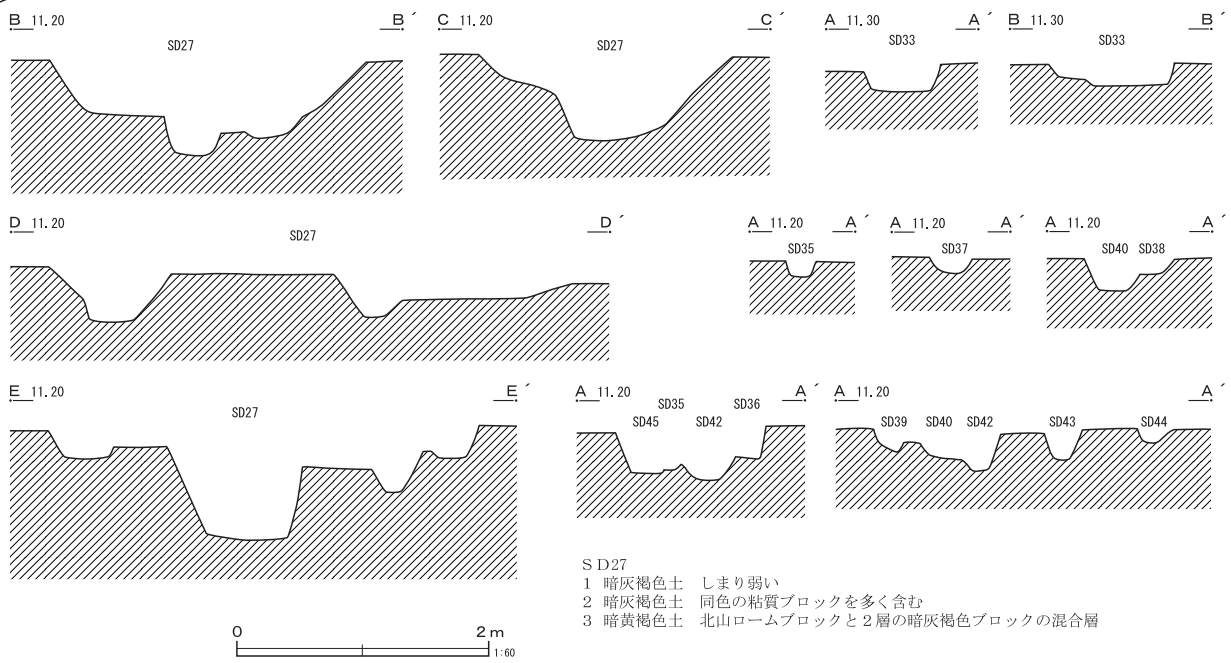 B 11.20 B´
SD27
C 11.20 C´
SD27
A 11.30 A´
SD33
B 11.30 B´
SD33
D 11.20 D´
SD27
A 11.20 A´
SD35
A 11.20 A´
SD37
A 11.20 A´
SD40 SD38
E 11.20 E´
SD27
A 11.20 A´
SD35 SD36
SD45 SD42
A 11.20 A´
SD39 SD40 SD42 SD43 SD44
SD27
1 暗灰褐色土 しまり弱い
2 暗灰褐色土 同色の粘質ブロックを多く含む
3 暗黄褐色土 北山ロームブロックと2層の暗灰褐色ブロックの混合層
0 2m
1:60